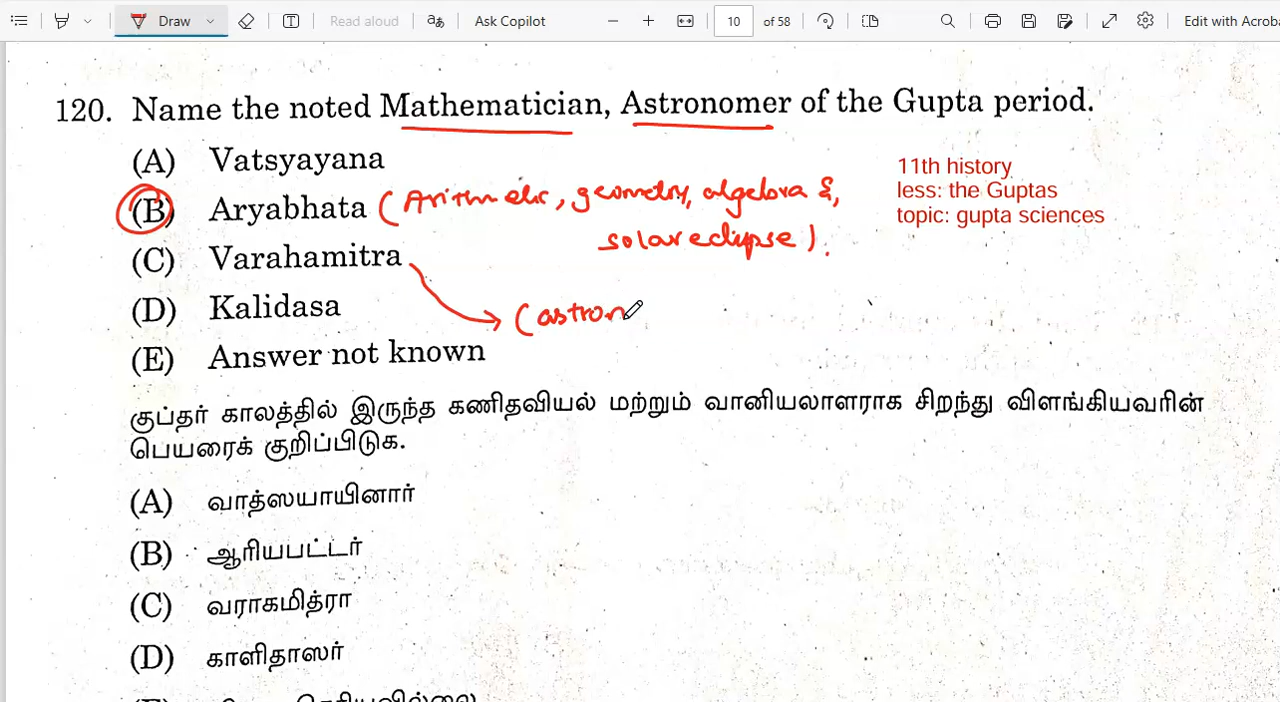 Draw
Read aloud
aあ
Ask Copilot
10
of 58
Edit with Acroba
120. Name the noted Mathematician, Astronomer of the Gupta period.
(A) Vatsyayana
11th history
less: the Guptas
topic: gupta sciences
(B) Aryabhata (Arithmetic, geometry, algebra &,
solar eclipse).
(C) Varahamitra
(D) Kalidasa
(astron
(E) Answer not known
குப்தர் காலத்தில் இருந்த கணிதவியல் மற்றும் வானியலாளராக சிறந்து விளங்கியவரின்
பெயரைக் குறிப்பிடுக.
(A) வாத்ஸயாயினார்
(B) ஆரியபட்டர்
(C) வராகமித்ரா
(D) காளிதாஸர்